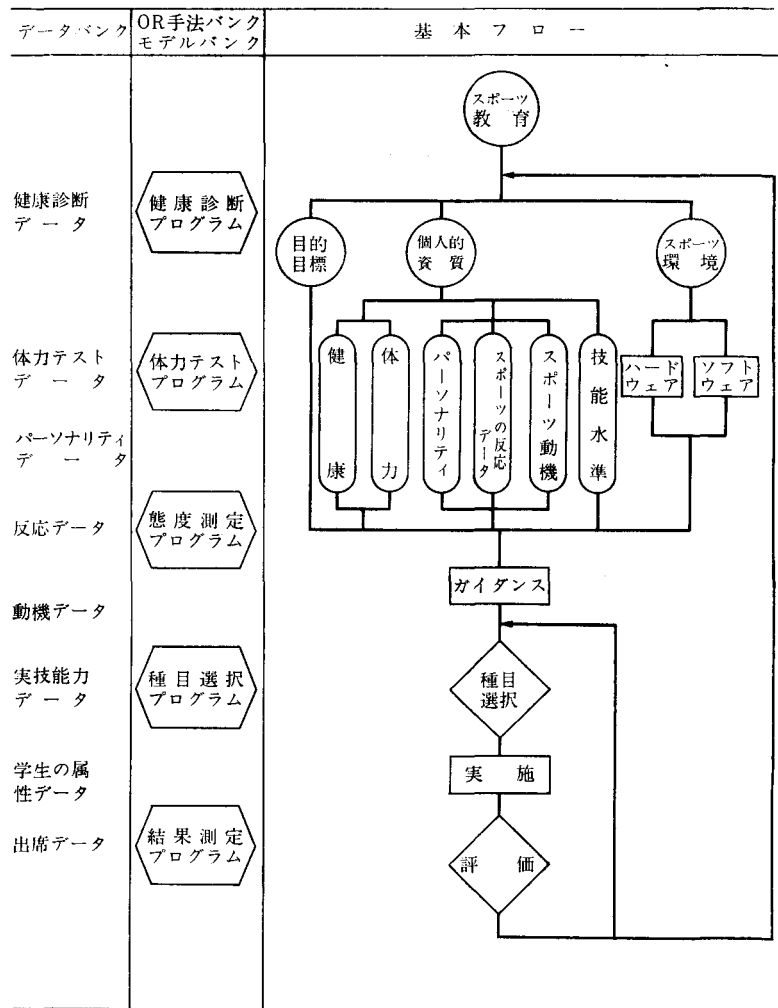 データバンク
OR手法バンク
モデルバンク
基本フロー
スポーツ
教育
健康診断
データ
健康診断
プログラム
目的
目標
個人的
資質
スポーツ
環境
体力テスト
データ
体力テスト
プログラム
健康
体力
パーソナリティ
スポーツの反応
データ
スポーツ動機
技能水準
ハード
ウェア
ソフト
ウェア
パーソナリティ
データ
反応データ
態度測定
プログラム
ガイダンス
動機データ
実技能力
データ
種目選択
プログラム
種目
選択
学生の属
性データ
実施
出席データ
結果測定
プログラム
評価